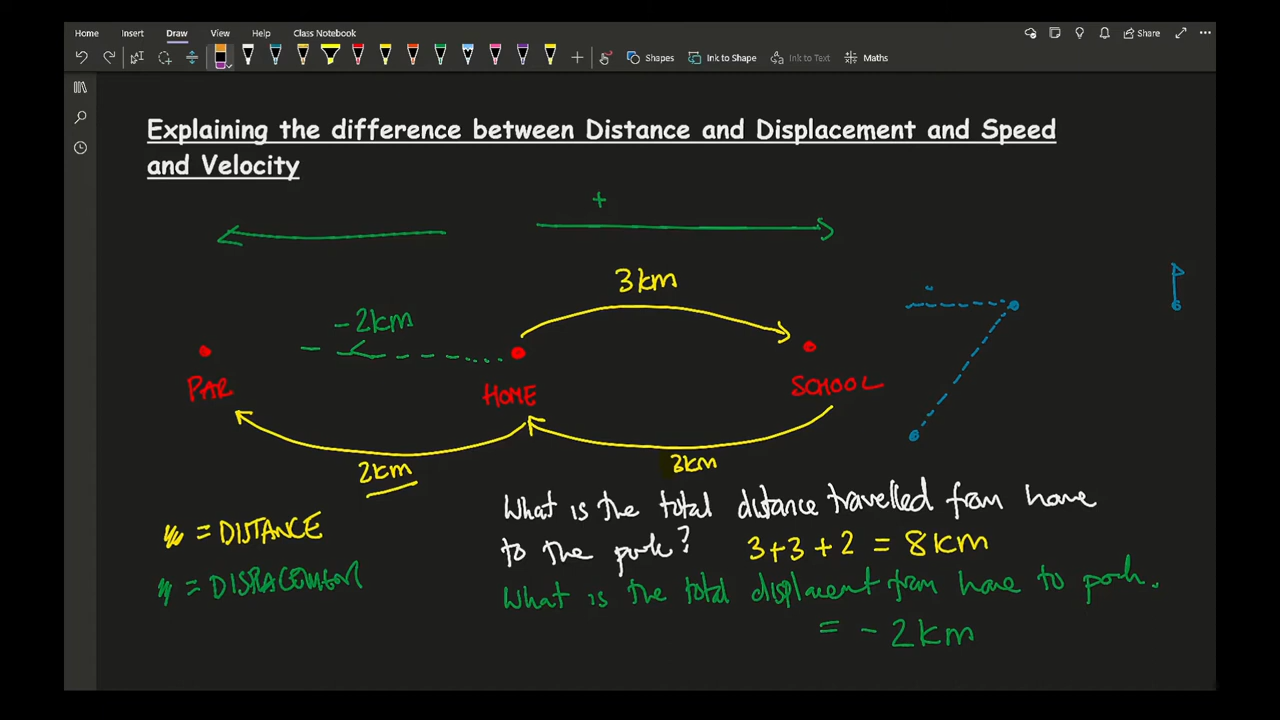 Home Insert Draw View Class Notebook Share
Shapes Ink to Shape Ink to Text Maths
Explaining the difference between Distance and Displacement and Speed
and Velocity
+
3km
-2km
PAR HOME SCHOOL
2km 3km
What is the total distance travelled from home
to the park? 3+3+2 = 8km
= DISTANCE
= DISPLACEMENT
What is the total displacment from home to park.
= -2km